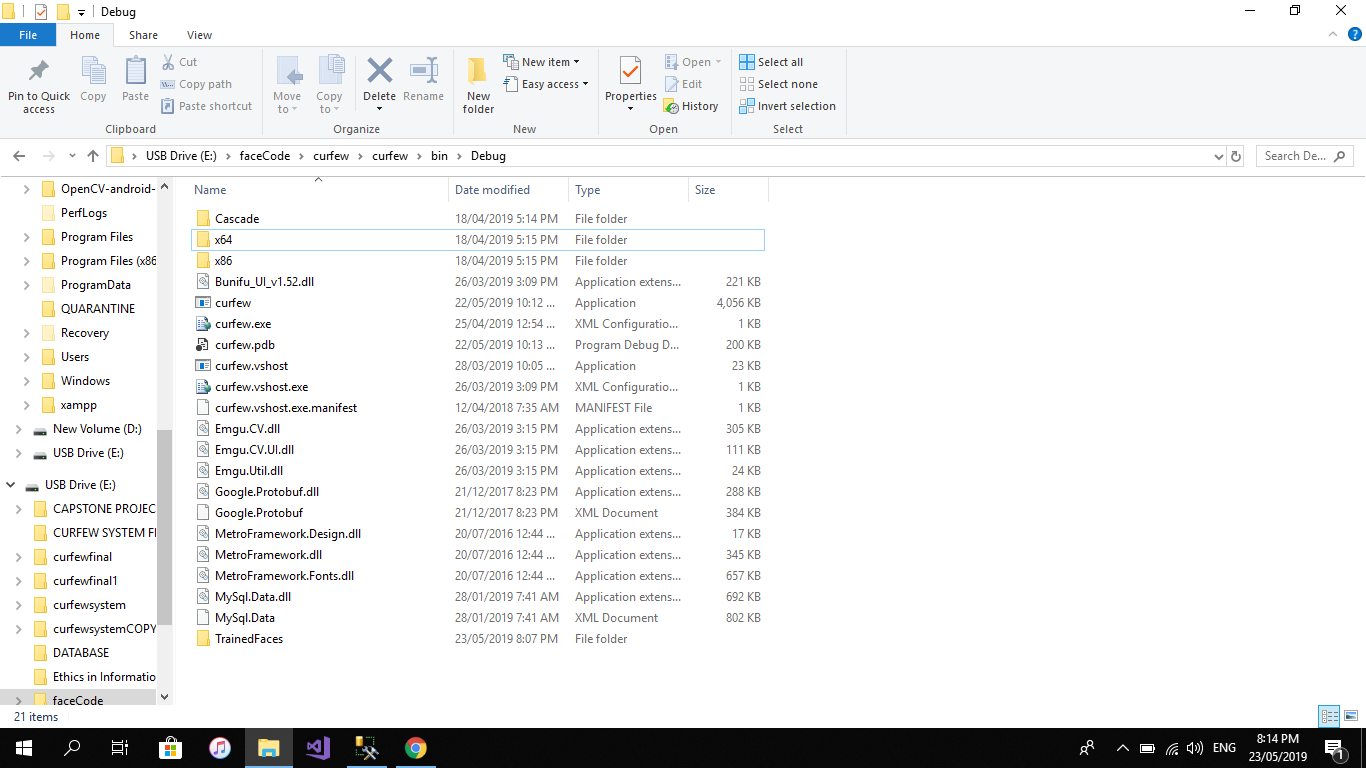 Debug
File Home Share View
Pin to Quick access
Copy
Paste
Cut
Copy path
Paste shortcut
Clipboard
Move to
Copy to
Delete
Rename
Organize
New folder
New item
Easy access
New
Properties
Open
Edit
History
Open
Select all
Select none
Invert selection
Select
USB Drive (E:) faceCode curfew curfew bin Debug
Search De...
OpenCV-android-
PerfLogs
Program Files
Program Files (x86
ProgramData
QUARANTINE
Recovery
Users
Windows
xampp
New Volume (D:)
USB Drive (E:)
USB Drive (E:)
CAPSTONE PROJEC
CURFEW SYSTEM FI
curfewfinal
curfewfinal1
curfewsystem
curfewsystemCOPY
DATABASE
Ethics in Informatio
faceCode
Name Date modified Type Size
Cascade 18/04/2019 5:14 PM File folder
x64 18/04/2019 5:15 PM File folder
x86 18/04/2019 5:15 PM File folder
Bunifu_UI_v1.52.dll 26/03/2019 3:09 PM Application extens... 221 KB
curfew 22/05/2019 10:12 ... Application 4,056 KB
curfew.exe 25/04/2019 12:54 ... XML Configuratio... 1 KB
curfew.pdb 22/05/2019 10:13 ... Program Debug D... 200 KB
curfew.vshost 28/03/2019 10:05 ... Application 23 KB
curfew.vshost.exe 26/03/2019 3:09 PM XML Configuratio... 1 KB
curfew.vshost.exe.manifest 12/04/2018 7:35 AM MANIFEST File 1 KB
Emgu.CV.dll 26/03/2019 3:15 PM Application extens... 305 KB
Emgu.CV.UI.dll 26/03/2019 3:15 PM Application extens... 111 KB
Emgu.Util.dll 26/03/2019 3:15 PM Application extens... 24 KB
Google.Protobuf.dll 21/12/2017 8:23 PM Application extens... 288 KB
Google.Protobuf 21/12/2017 8:23 PM XML Document 384 KB
MetroFramework.Design.dll 20/07/2016 12:44 ... Application extens... 17 KB
MetroFramework.dll 20/07/2016 12:44 ... Application extens... 345 KB
MetroFramework.Fonts.dll 20/07/2016 12:44 ... Application extens... 657 KB
MySql.Data.dll 28/01/2019 7:41 AM Application extens... 692 KB
MySql.Data 28/01/2019 7:41 AM XML Document 802 KB
TrainedFaces 23/05/2019 8:07 PM File folder
21 items
ENG
8:14 PM
23/05/2019
1